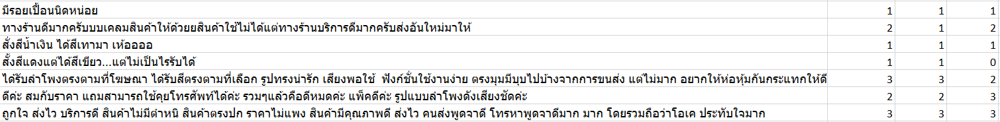 มีรอยเปื้อนนิดหน่อย 1 1 1
ทางร้านดีมากครับบบเคลมสินค้าให้ด้วยยสินค้าใช้ไม่ได้แต่ทางร้านบริการดีมากครับส่งอันใหม่มาให้ 2 1 2
สั่งสีน้ำเงิน ได้สีเทามา เห้ออออ 1 1 1
สั้งสีแดงแต่ได้สีเขียว...แต่ไม่เป็นไรรับได้ 1 1 0
ได้รับลำโพงตรงตามที่โฆษณา ได้รับสีตรงตามที่เลือก รูปทรงน่ารัก เสียงพอใช้  ฟังก์ชั่นใช้งานง่าย ตรงมุมมีบุบไปบ้างจากการขนส่ง แต่ไม่มาก อยากให้ห่อหุ้มกันกระแทกให้ดี 3 3 2
ดีค่ะ สมกับราคา แถมสามารถใช้คุยโทรศัพท์ได้ค่ะ รวมๆแล้วคือดีหมดค่ะ แพ็คดีค่ะ รูปแบบลำโพงดังเสียงชัดค่ะ 2 2 3
ถูกใจ ส่งไว บริการดี สินค้าไม่มีตำหนิ สินค้าตรงปก ราคาไม่แพง สินค้ามีคุณภาพดี ส่งไว คนส่งพูดจาดี โทรหาพูดจาดีมาก มาก โดยรวมถือว่าโอเค ประทับใจมาก 3 3 3